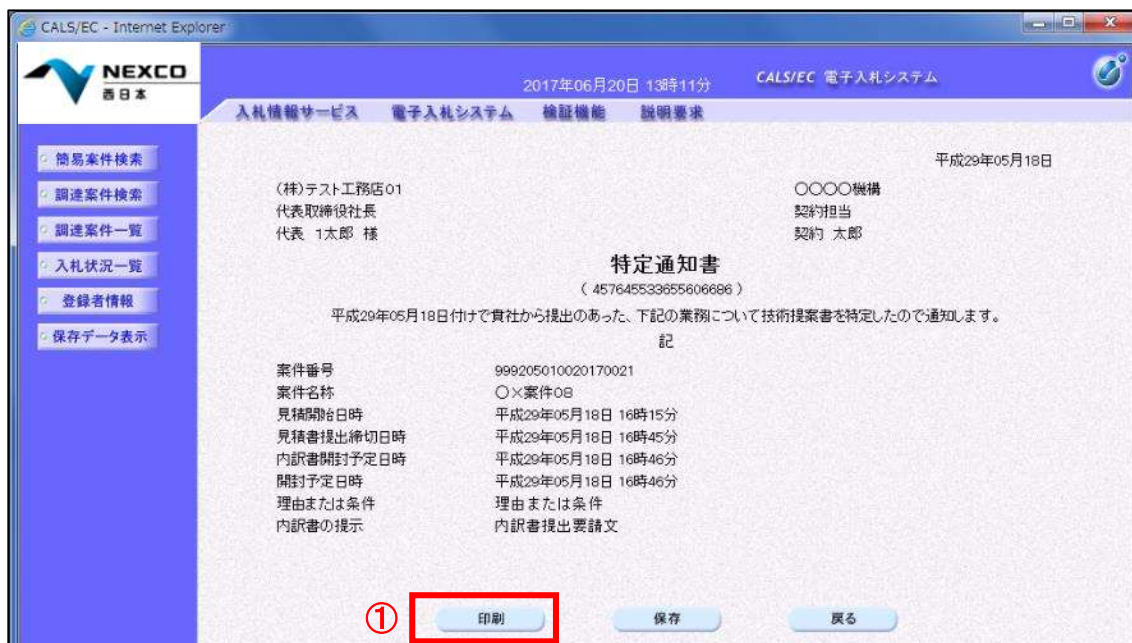 CALS/EC - Internet Explorer
NEXCO
西日本
2017年06月20日 13時11分
CALS/EC 電子入札システム
入札情報サービス 電子入札システム 検証機能 説明要求
簡易案件検索
調達案件検索
調達案件一覧
入札状況一覧
登録者情報
保存データ表示
平成29年05月18日
(株)テスト工務店01
代表取締役社長
代表 1太郎 様
〇〇〇〇機構
契約担当
契約 太郎
特定通知書
( 457645533655606686 )
平成29年05月18日付けで貴社から提出のあった、下記の業務について技術提案書を特定したので通知します。
記
案件番号 999205010020170021
案件名称 〇×案件08
見積開始日時 平成29年05月18日 16時15分
見積書提出締切日時 平成29年05月18日 16時45分
内訳書開封予定日時 平成29年05月18日 16時46分
開封予定日時 平成29年05月18日 16時46分
理由または条件 理由または条件
内訳書の提示 内訳書提出要請文
① 印刷 保存 戻る